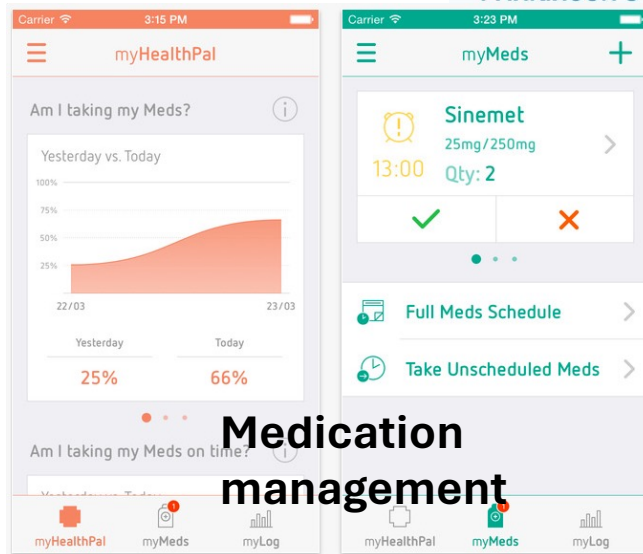 Carrier 3:15 PM
myHealthPal
Am I taking my Meds?
Yesterday vs. Today
100%
75%
50%
25%
22/03 23/03
Yesterday Today
25% 66%
Am I taking my Meds on time?
myHealthPal myMeds 1 myLog
Carrier 3:23 PM
myMeds
Sinemet
25mg/250mg
13:00 Qty: 2
Full Meds Schedule
Take Unscheduled Meds
myHealthPal myMeds 1 myLog
Medication
management